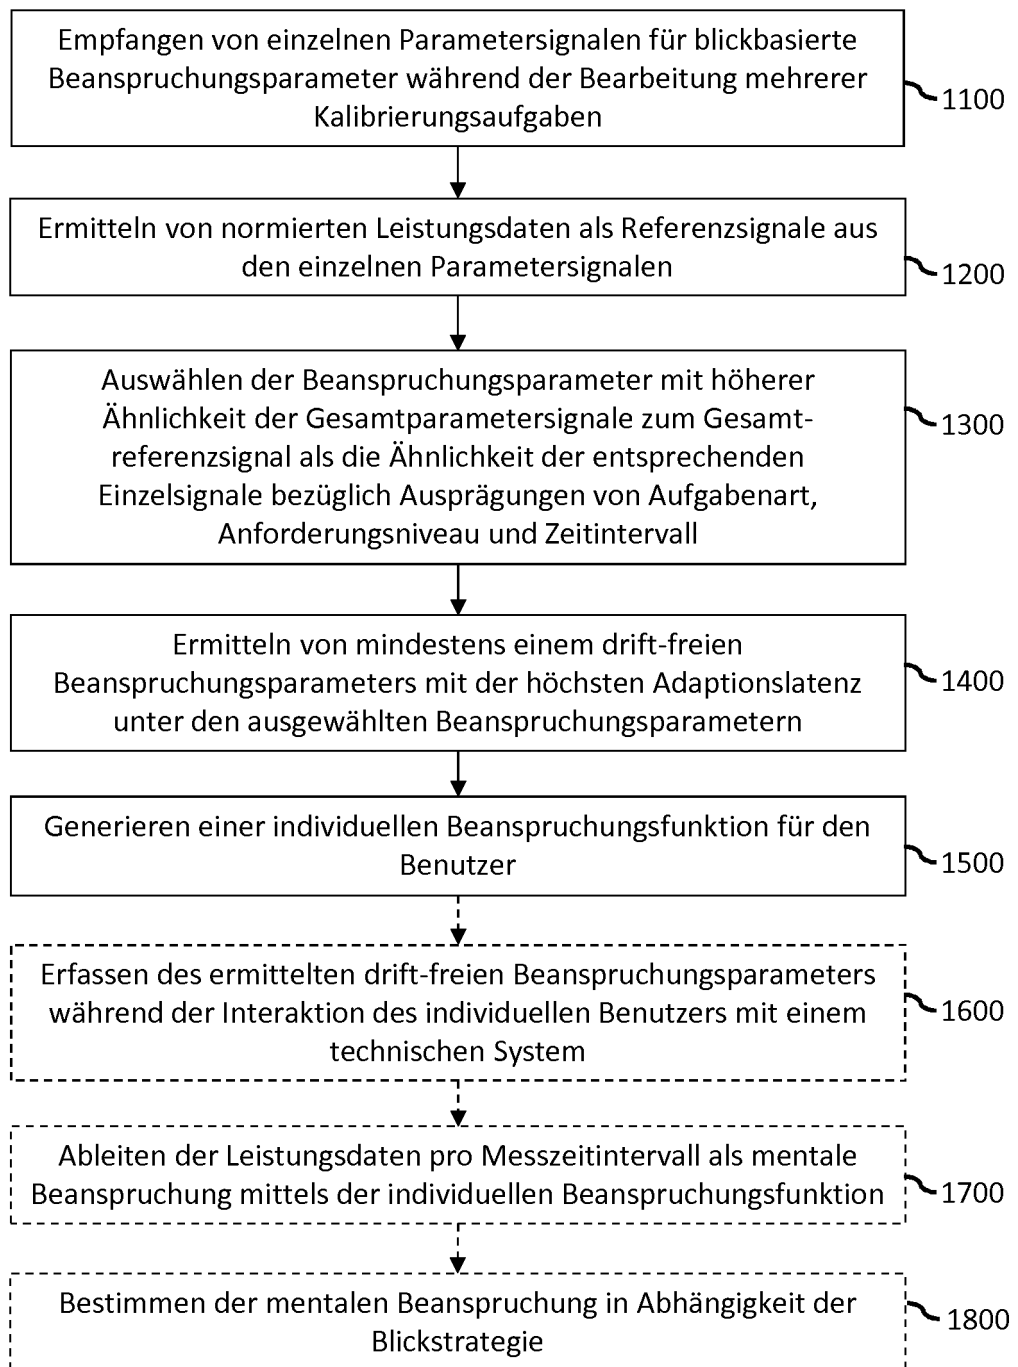 Empfangen von einzelnen Parametersignalen für blickbasierte
Beanspruchungsparameter während der Bearbeitung mehrerer
Kalibrierungsaufgaben
1100
Ermitteln von normierten Leistungsdaten als Referenzsignale aus
den einzelnen Parametersignalen
1200
Auswählen der Beanspruchungsparameter mit höherer
Ähnlichkeit der Gesamtparametersignale zum Gesamt-
referenzsignal als die Ähnlichkeit der entsprechenden
Einzelsignale bezüglich Ausprägungen von Aufgabenart,
Anforderungsniveau und Zeitintervall
1300
Ermitteln von mindestens einem drift-freien
Beanspruchungsparameters mit der höchsten Adaptionslatenz
unter den ausgewählten Beanspruchungsparametern
1400
Generieren einer individuellen Beanspruchungsfunktion für den
Benutzer
1500
Erfassen des ermittelten drift-freien Beanspruchungsparameters
während der Interaktion des individuellen Benutzers mit einem
technischen System
1600
Ableiten der Leistungsdaten pro Messzeitintervall als mentale
Beanspruchung mittels der individuellen Beanspruchungsfunktion
1700
Bestimmen der mentalen Beanspruchung in Abhängigkeit der
Blickstrategie
1800